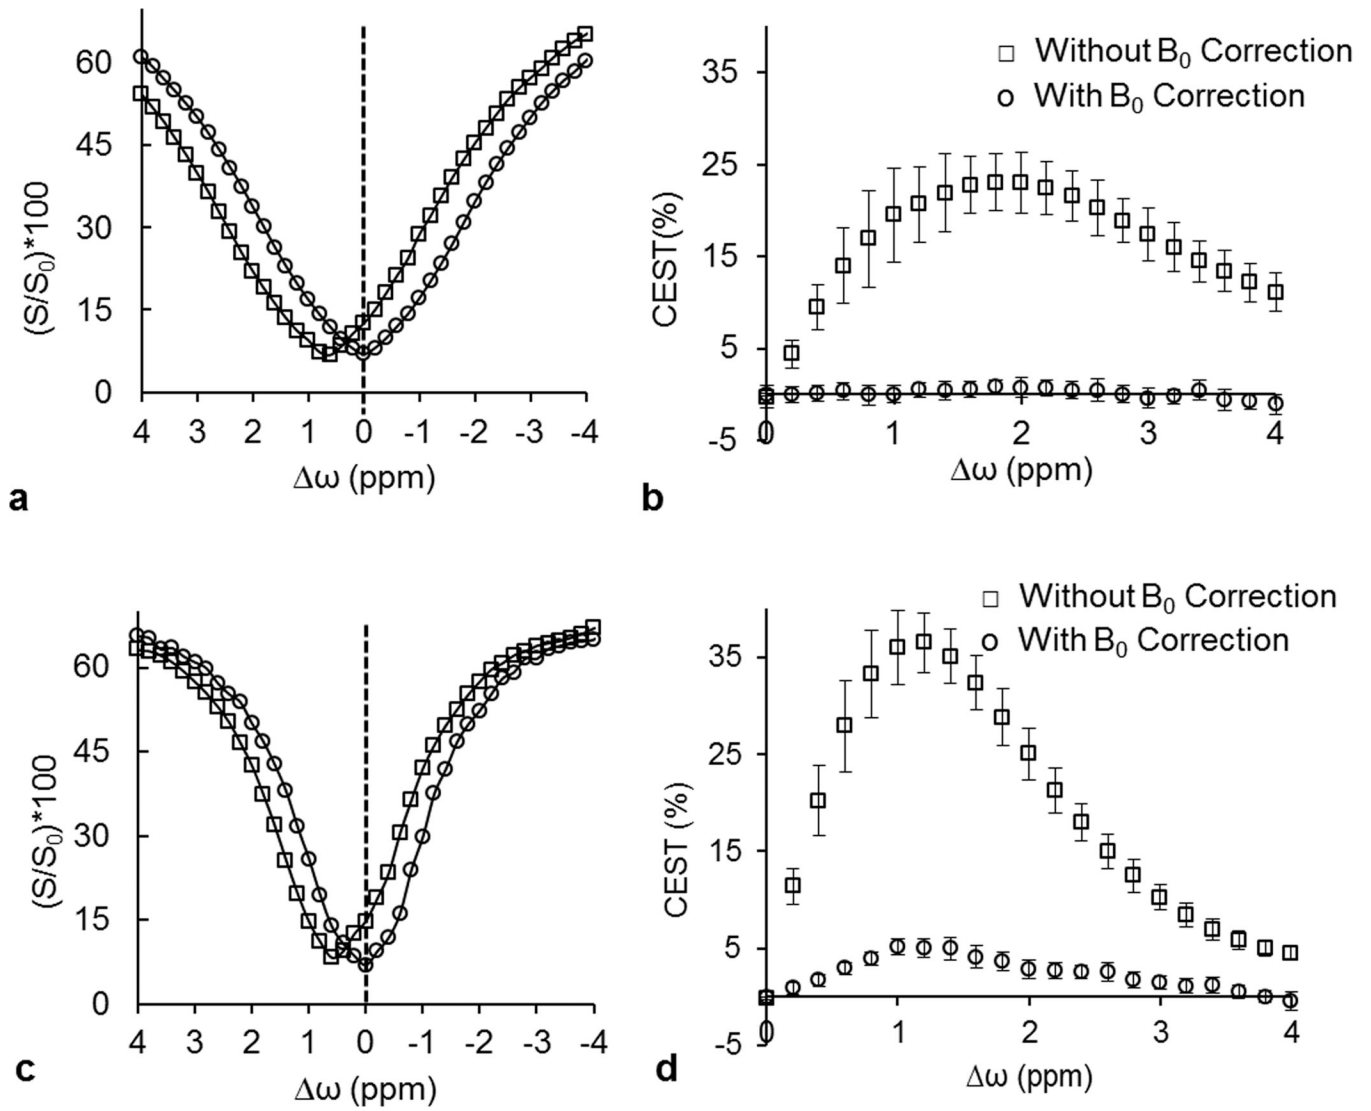 60
45
30
15
0
(S/S0)*100
4 3 2 1 0 -1 -2 -3 -4
Δω (ppm)
a
□ Without B0 Correction
o With B0 Correction
35
25
15
5
-5
CEST(%)
0 1 2 3 4
Δω (ppm)
b
60
45
30
15
0
(S/S0)*100
4 3 2 1 0 -1 -2 -3 -4
Δω (ppm)
c
□ Without B0 Correction
o With B0 Correction
35
25
15
5
-5
CEST (%)
0 1 2 3 4
Δω (ppm)
d